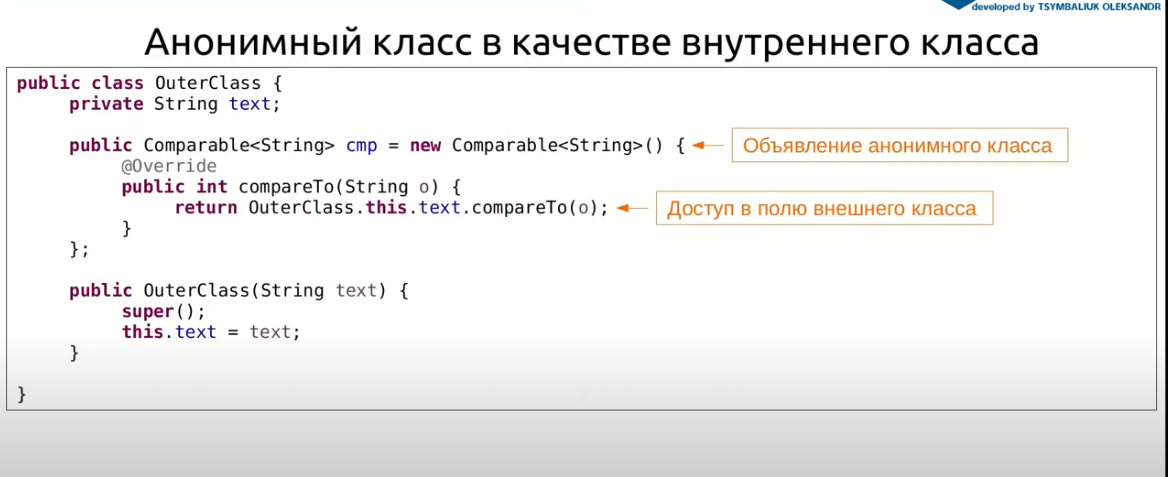 developed by TSYMBALIUK OLEKSANDR
Анонимный класс в качестве внутреннего класса
public class OuterClass {
private String text;
public Comparable<String> cmp = new Comparable<String>() {
Объявление анонимного класса
@Override
public int compareTo(String o) {
return OuterClass.this.text.compareTo(o);
Доступ в полю внешнего класса
}
};
public OuterClass(String text) {
super();
this.text = text;
}
}